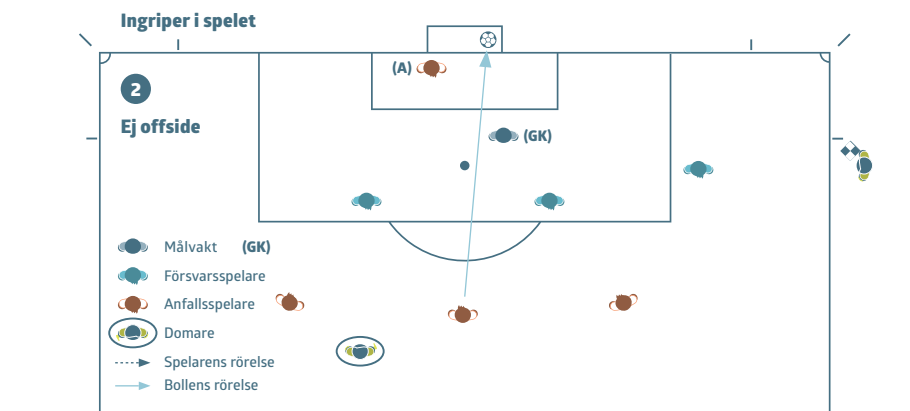 Ingriper i spelet
(A)
2
Ej offside
(GK)
Målvakt (GK)
Försvarsspelare
Anfallsspelare
Domare
Spelarens rörelse
Bollens rörelse